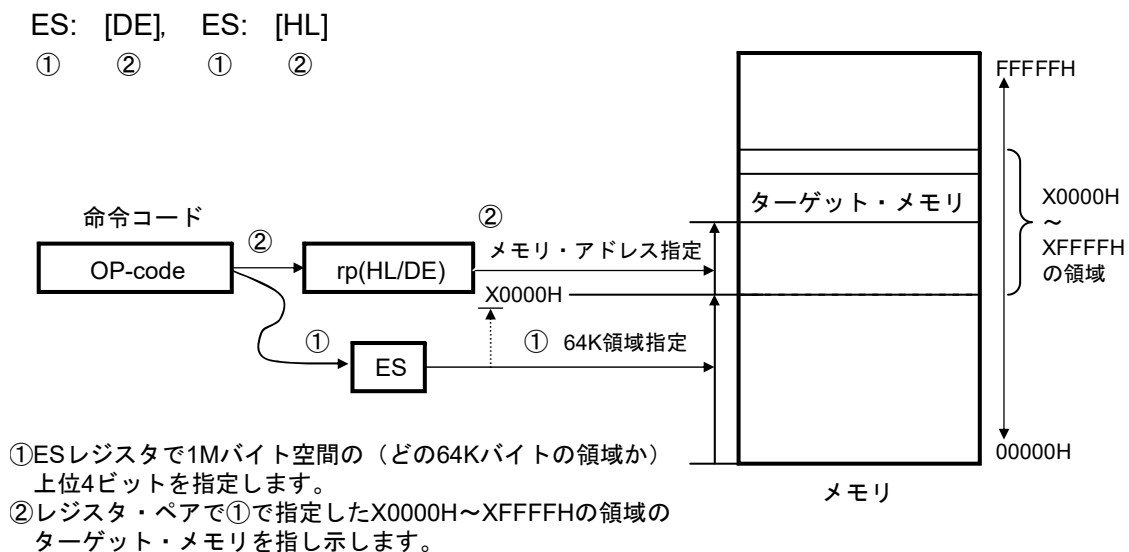 ES: [DE], ES: [HL]
① ② ① ②
FFFFFH
ターゲット・メモリ
X0000H
～
XFFFFH
の領域
命令コード
②
②
OP-code
rp(HL/DE)
メモリ・アドレス指定
X0000H
①
① 64K領域指定
ES
00000H
メモリ
①ESレジスタで1Mバイト空間の（どの64Kバイトの領域か）
上位4ビットを指定します。
②レジスタ・ペアで①で指定したX0000H～XFFFFHの領域の
ターゲット・メモリを指し示します。